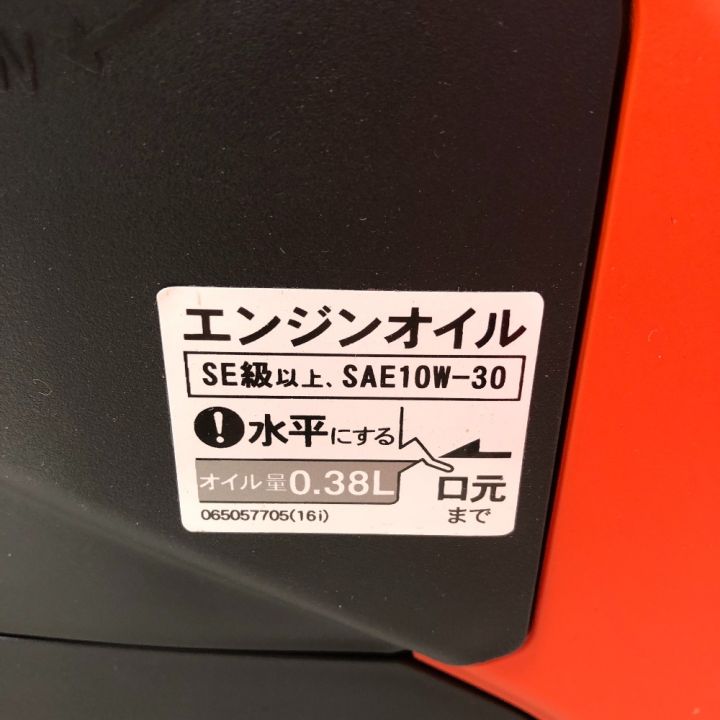 N
エンジンオイル
SE級以上、SAE10W-30
! 水平にする
オイル量0.38L
口元
まで
065057705(16i)